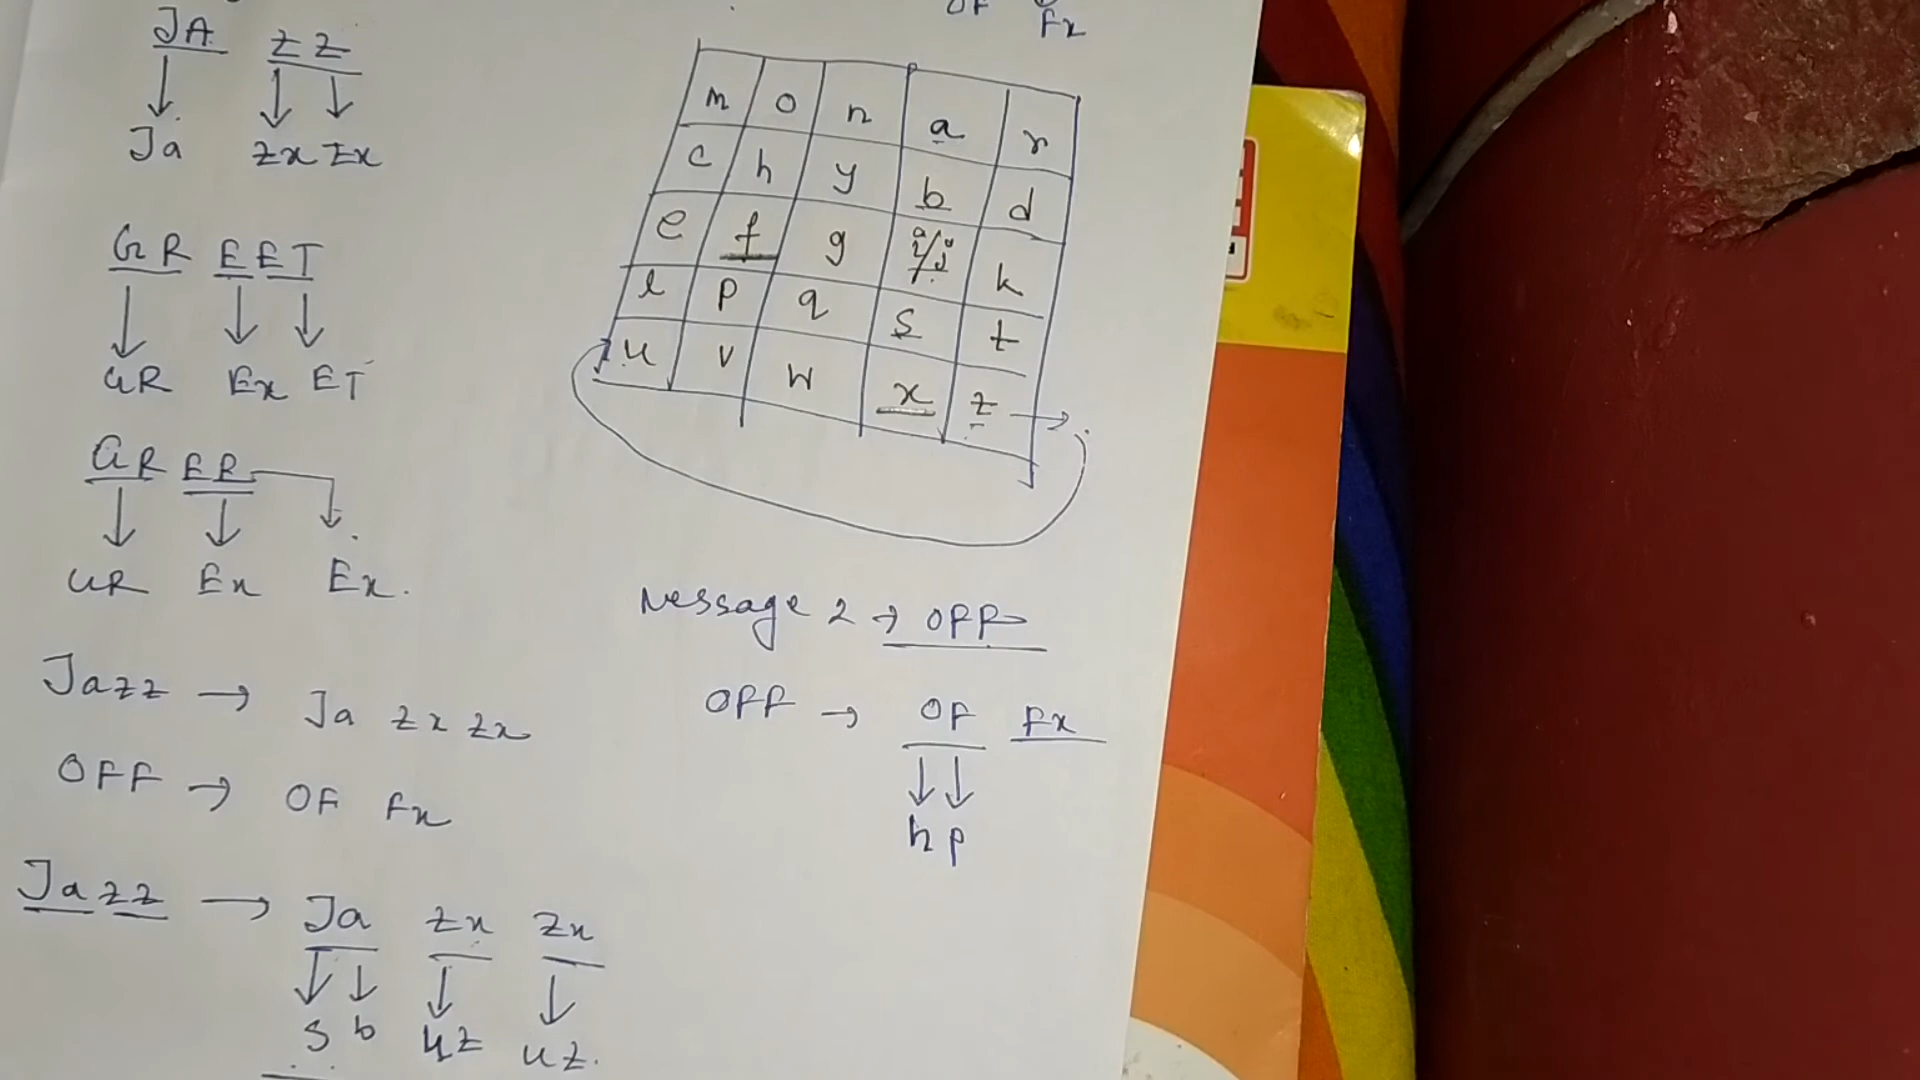 OF Fx
JA ZZ
Ja Zx Zx
GR EET
GR Ex ET
GR ER
GR Ex Ex.
Jazz → Ja zx zx
OFF → OF Fx
Jazz → Ja zx zx
s b uz uz.
m o n a r
c h y b d
e f g i/j k
l p q s t
u v w x z
Message 2 → OFF
OFF → OF Fx
h p